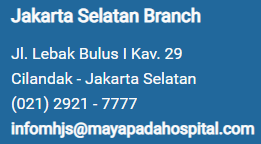 Jakarta Selatan Branch
Jl. Lebak Bulus I Kav. 29
Cilandak - Jakarta Selatan
(021) 2921 - 7777
infomhjs@mayapadahospital.com